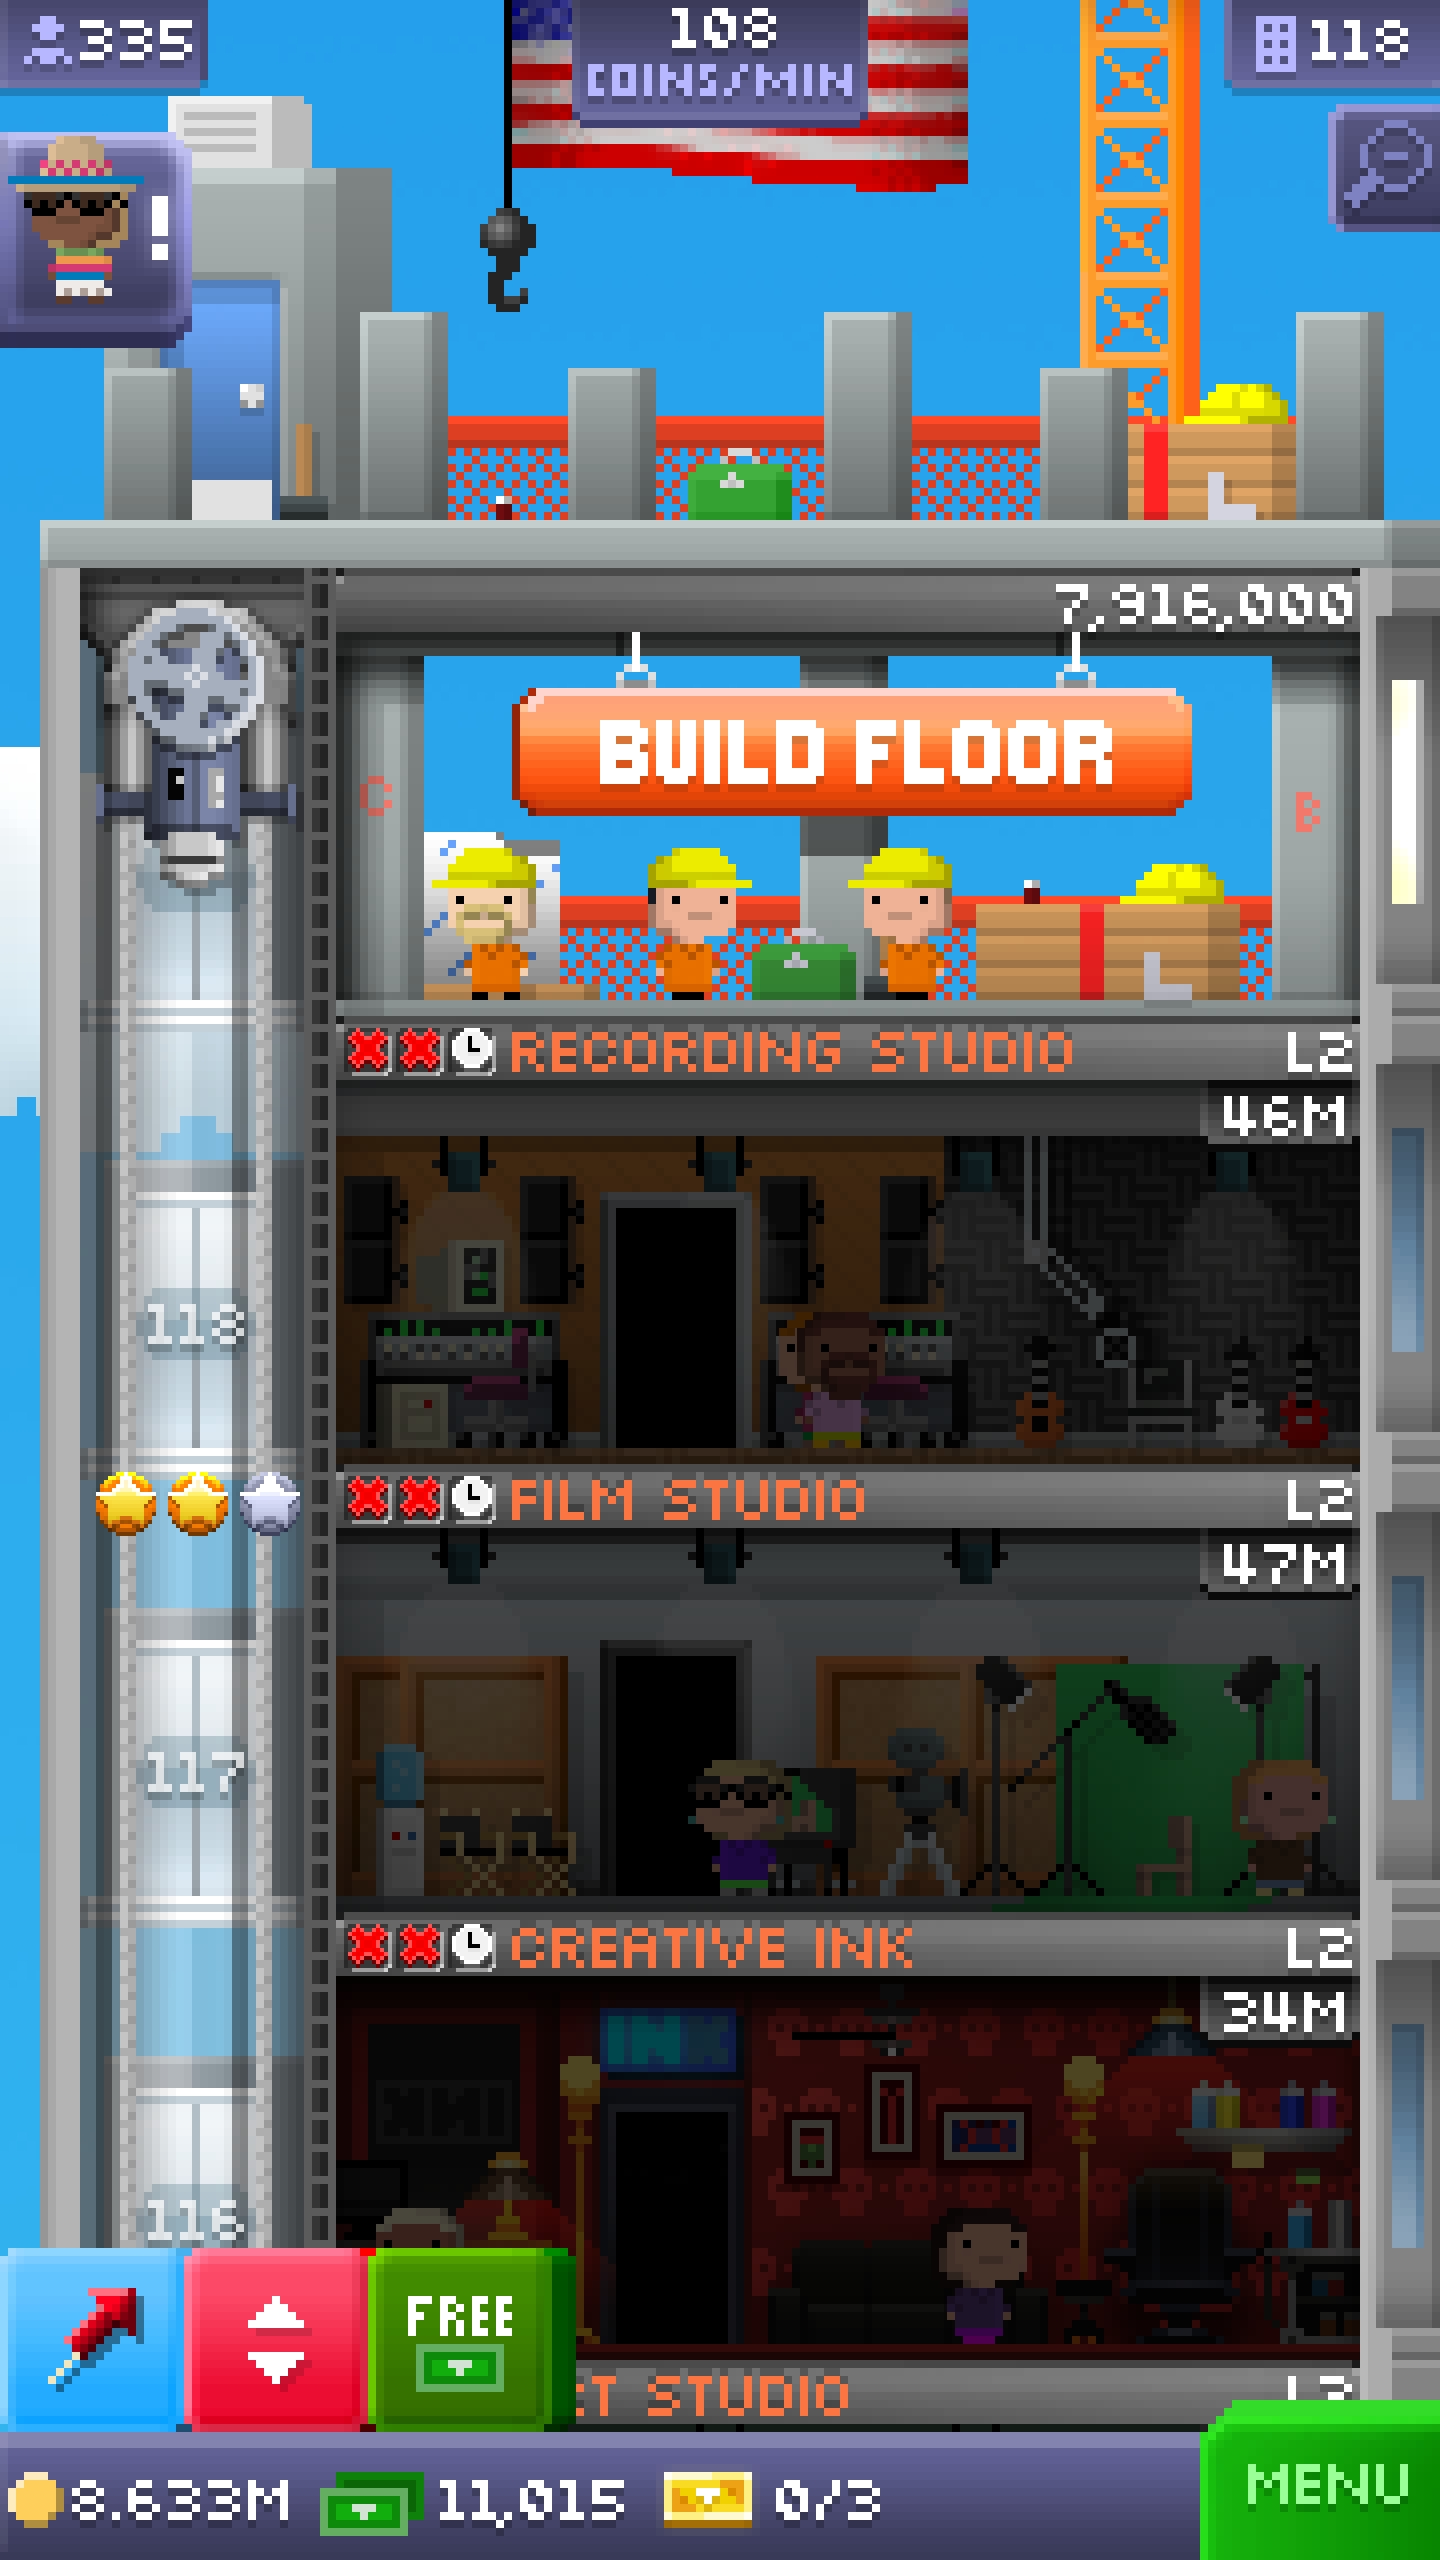 335
108
COINS/MIN
118
!
7,916,000
BUILD FLOOR
C
B
RECORDING STUDIO L2
46M
118
FILM STUDIO L2
47M
117
CREATIVE INK L2
34M
INK
116
FREE
STUDIO
8.633M 11,015 0/3
MENU